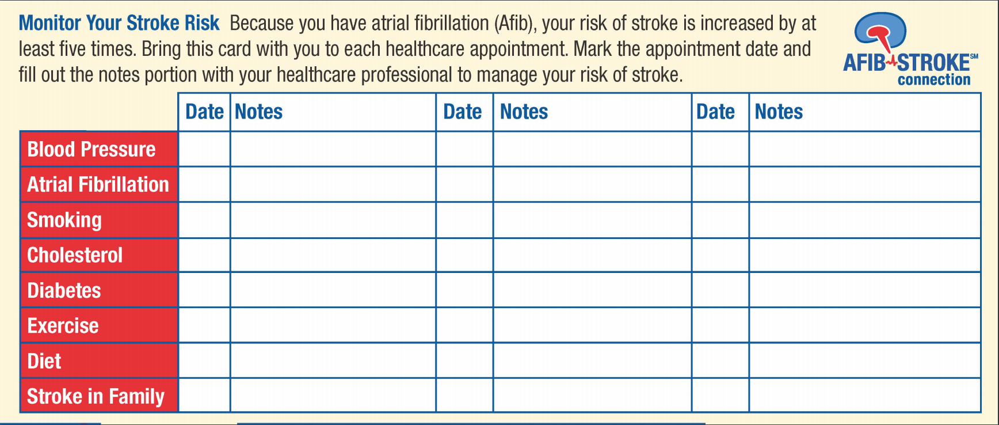 Monitor Your Stroke Risk Because you have atrial fibrillation (Afib), your risk of stroke is increased by at
least five times. Bring this card with you to each healthcare appointment. Mark the appointment date and
fill out the notes portion with your healthcare professional to manage your risk of stroke.
AFIB STROKE℠
connection
Date Notes Date Notes Date Notes
Blood Pressure
Atrial Fibrillation
Smoking
Cholesterol
Diabetes
Exercise
Diet
Stroke in Family